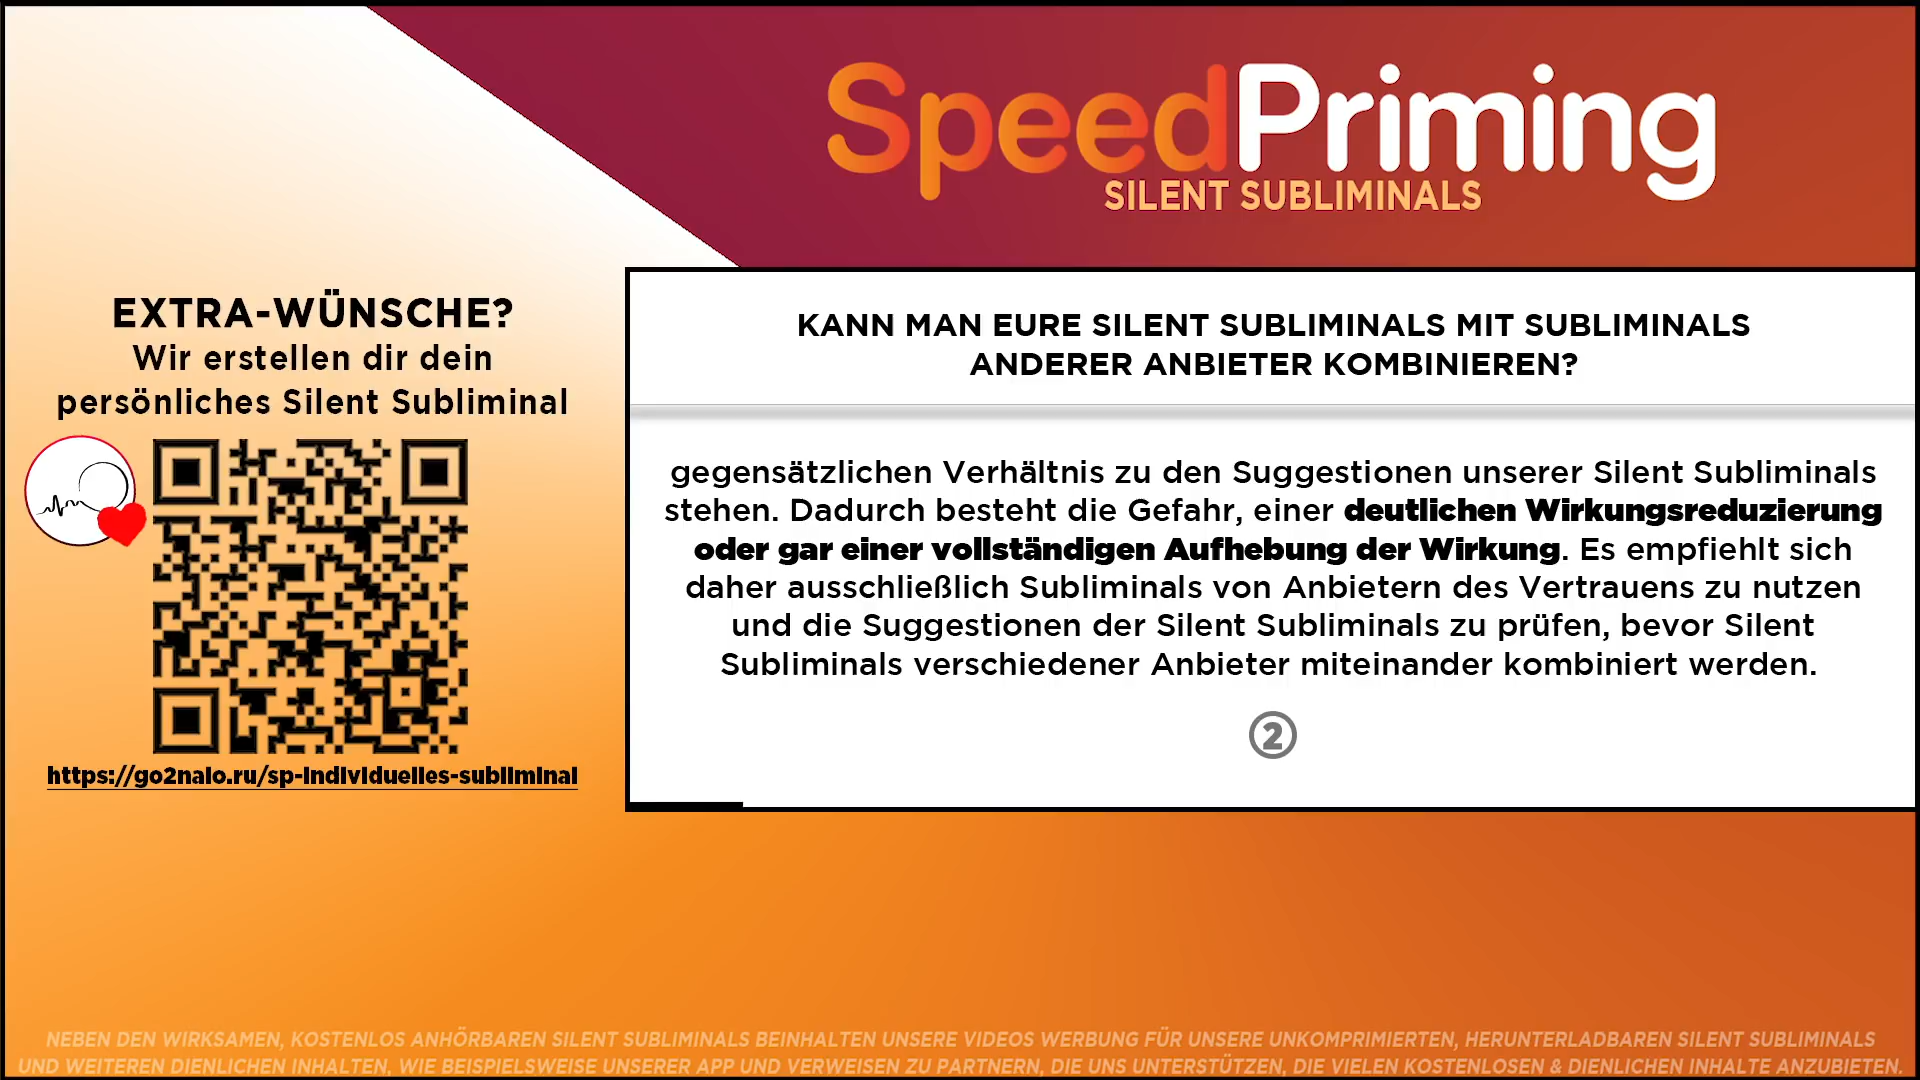 SpeedPriming
SILENT SUBLIMINALS
EXTRA-WÜNSCHE?
Wir erstellen dir dein
persönliches Silent Subliminal
https://go2nalo.ru/sp-individuelles-subliminal
KANN MAN EURE SILENT SUBLIMINALS MIT SUBLIMINALS
ANDERER ANBIETER KOMBINIEREN?
gegensätzlichen Verhältnis zu den Suggestionen unserer Silent Subliminals
stehen. Dadurch besteht die Gefahr, einer deutlichen Wirkungsreduzierung
oder gar einer vollständigen Aufhebung der Wirkung. Es empfiehlt sich
daher ausschließlich Subliminals von Anbietern des Vertrauens zu nutzen
und die Suggestionen der Silent Subliminals zu prüfen, bevor Silent
Subliminals verschiedener Anbieter miteinander kombiniert werden.
2
NEBEN DEN WIRKSAMEN, KOSTENLOS ANHÖRBAREN SILENT SUBLIMINALS BEINHALTEN UNSERE VIDEOS WERBUNG FÜR UNSERE UNKOMPRIMIERTEN, HERUNTERLADBAREN SILENT SUBLIMINALS
UND WEITEREN DIENLICHEN INHALTEN, WIE BEISPIELSWEISE UNSERER APP UND VERWEISEN ZU PARTNERN, DIE UNS UNTERSTÜTZEN, DIE VIELEN KOSTENLOSEN & DIENLICHEN INHALTE ANZUBIETEN.